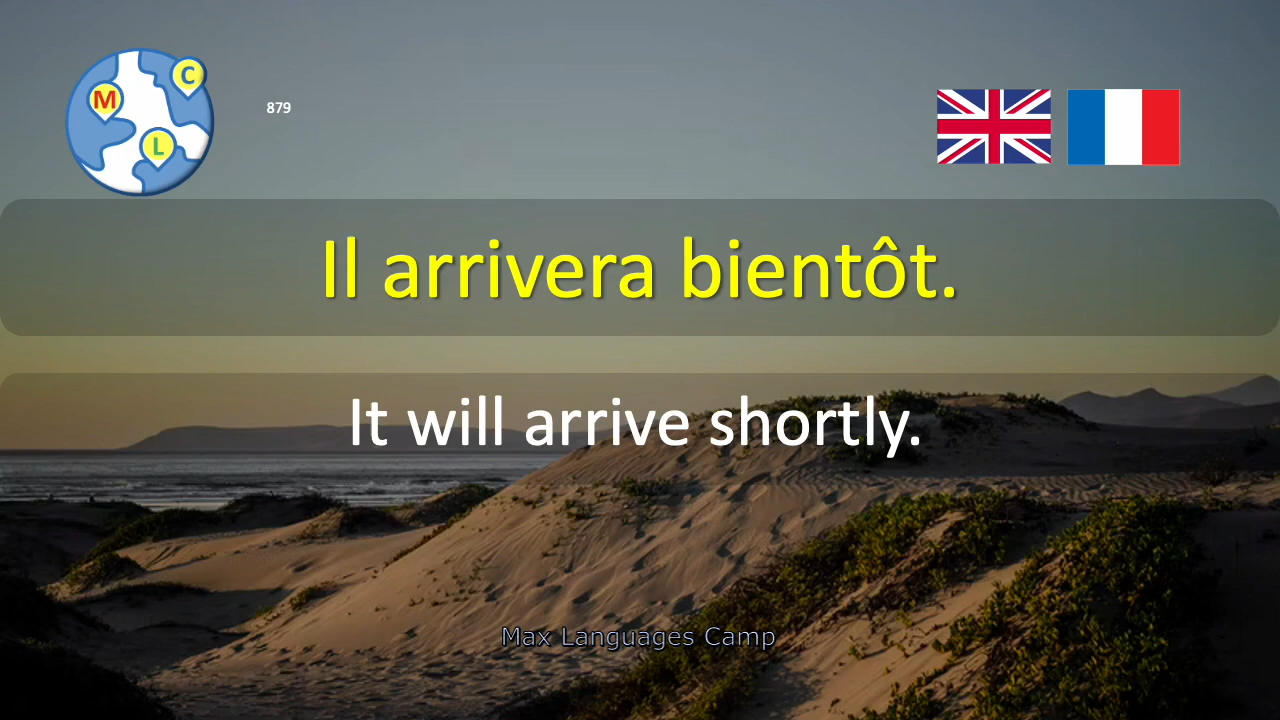 M
C
L
879
Il arrivera bientôt.
It will arrive shortly.
Max Languages Camp